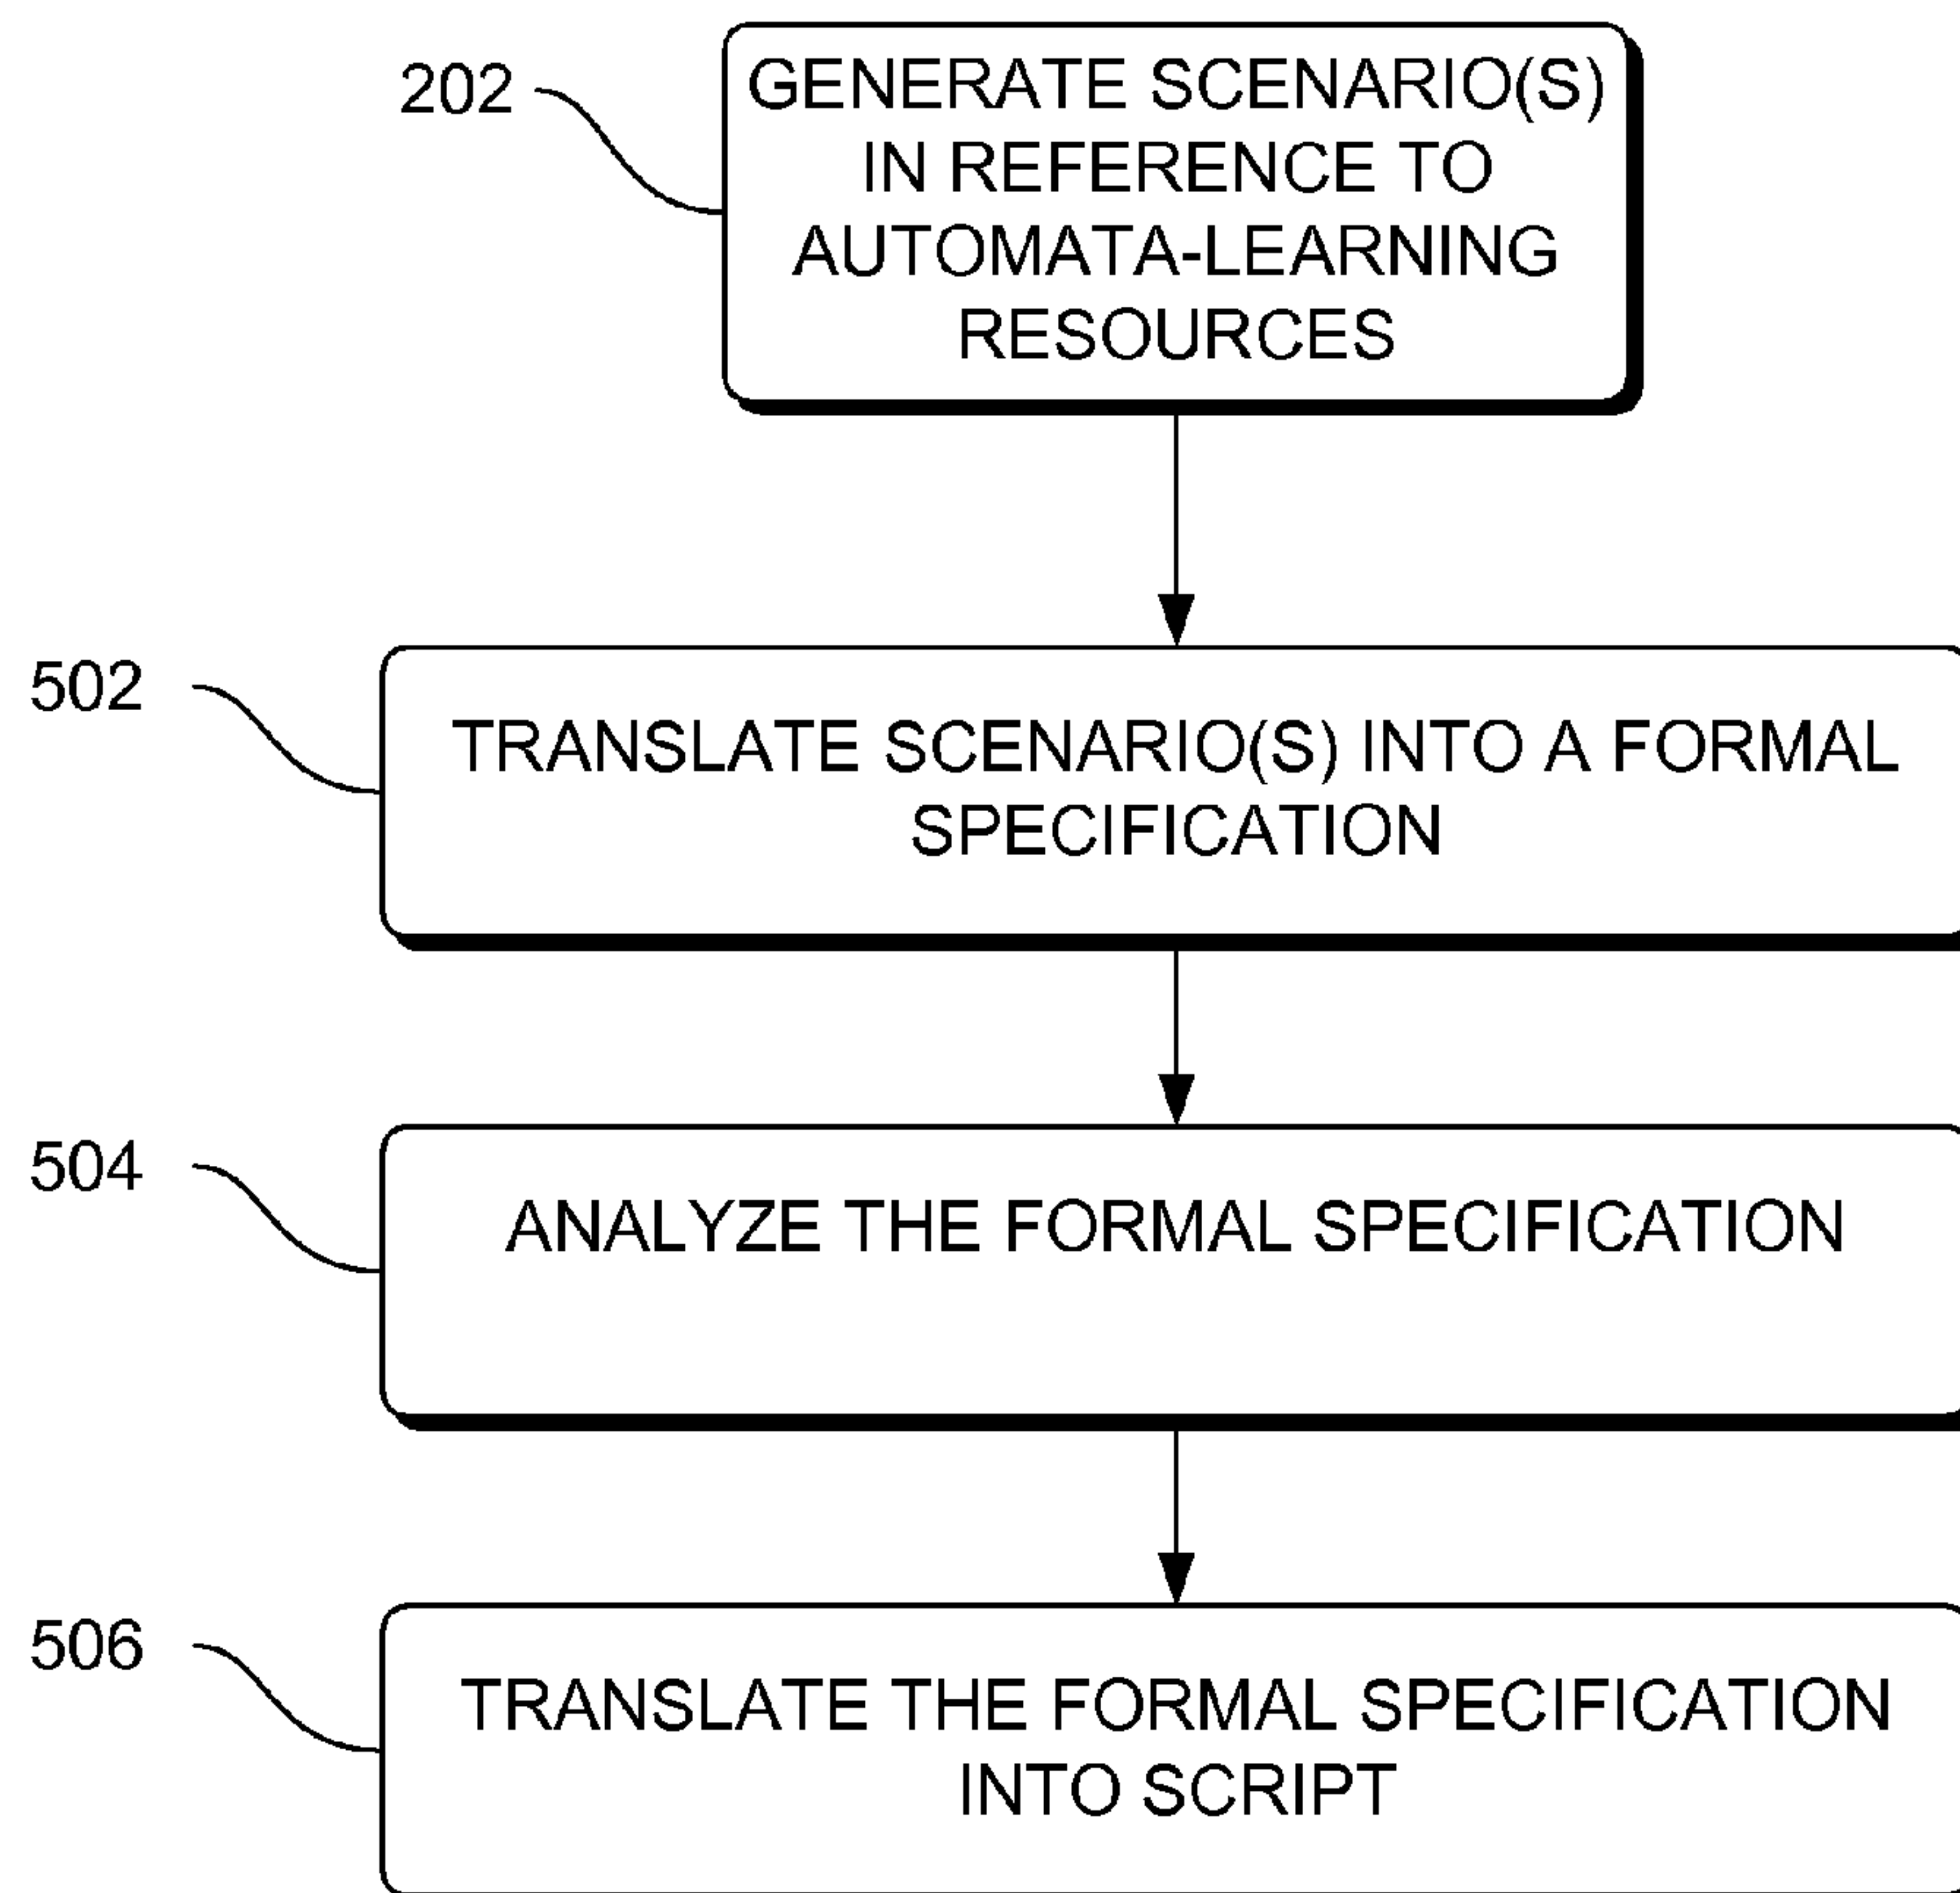 202
GENERATE SCENARIO(S)
IN REFERENCE TO
AUTOMATA-LEARNING
RESOURCES
502
TRANSLATE SCENARIO(S) INTO A FORMAL
SPECIFICATION
504
ANALYZE THE FORMAL SPECIFICATION
506
TRANSLATE THE FORMAL SPECIFICATION
INTO SCRIPT